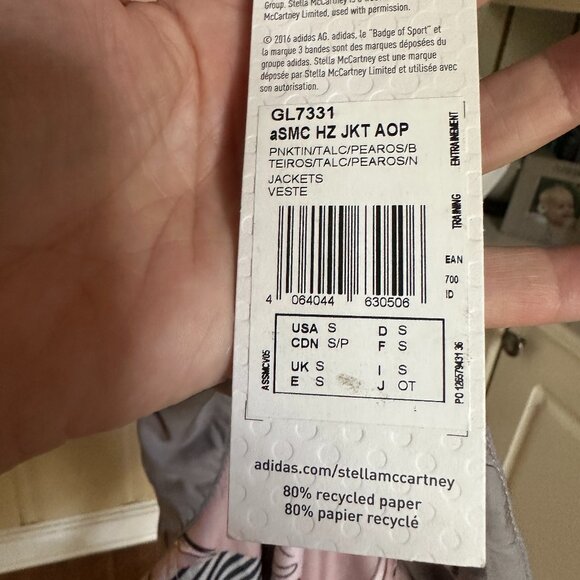 Group. Stella McCartney is a
McCartney Limited, used with permission.
© 2016 adidas AG. adidas, le "Badge of Sport" et
la marque 3 bandes sont des marques déposées du
groupe adidas. Stella McCartney est une marque
déposée par Stella McCartney Limited et utilisée avec
son autorisation.
GL7331
aSMC HZ JKT AOP
PNKTIN/TALC/PEAROS/B
TEIROS/TALC/PEAROS/N
JACKETS
VESTE
TRAINING ENTRAINEMENT
EAN
700
ID
4 064044 630506
USA S D S
CDN S/P F S
UK S I S
E S J OT
ASSMCV05
PO 126579431 36
adidas.com/stellamccartney
80% recycled paper
80% papier recyclé